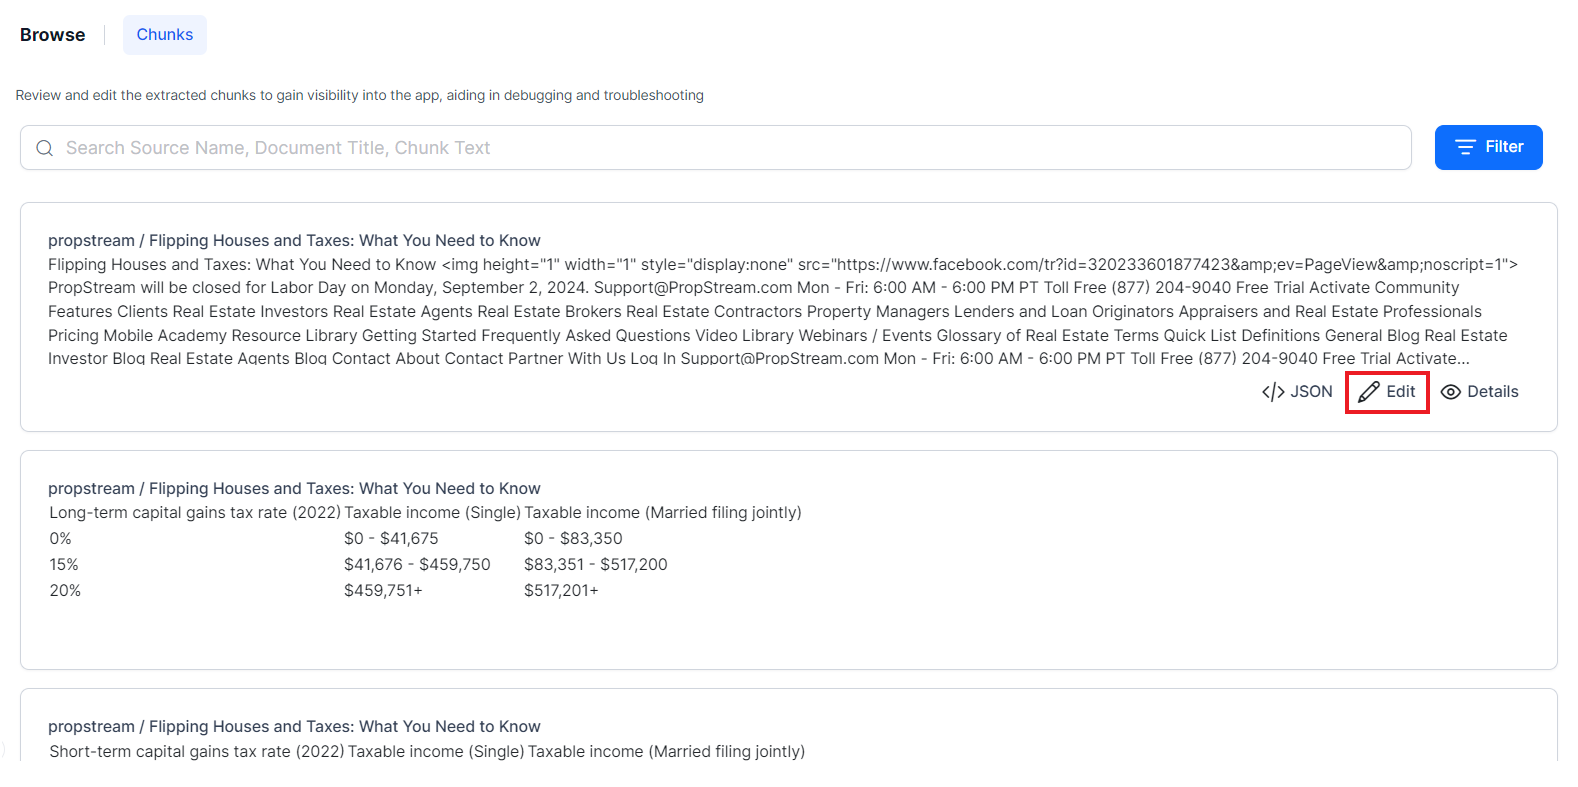 Browse
Chunks
Review and edit the extracted chunks to gain visibility into the app, aiding in debugging and troubleshooting
Search Source Name, Document Title, Chunk Text
Filter
propstream / Flipping Houses and Taxes: What You Need to Know
Flipping Houses and Taxes: What You Need to Know <img height="1" width="1" style="display:none" src="https://www.facebook.com/tr?id=320233601877423&amp;ev=PageView&amp;noscript=1">
PropStream will be closed for Labor Day on Monday, September 2, 2024. Support@PropStream.com Mon - Fri: 6:00 AM - 6:00 PM PT Toll Free (877) 204-9040 Free Trial Activate Community
Features Clients Real Estate Investors Real Estate Agents Real Estate Brokers Real Estate Contractors Property Managers Lenders and Loan Originators Appraisers and Real Estate Professionals
Pricing Mobile Academy Resource Library Getting Started Frequently Asked Questions Video Library Webinars / Events Glossary of Real Estate Terms Quick List Definitions General Blog Real Estate
Investor Blog Real Estate Agents Blog Contact About Contact Partner With Us Log In Support@PropStream.com Mon - Fri: 6:00 AM - 6:00 PM PT Toll Free (877) 204-9040 Free Trial Activate...
JSON Edit Details
propstream / Flipping Houses and Taxes: What You Need to Know
Long-term capital gains tax rate (2022) Taxable income (Single) Taxable income (Married filing jointly)
0% $0 - $41,675 $0 - $83,350
15% $41,676 - $459,750 $83,351 - $517,200
20% $459,751+ $517,201+
propstream / Flipping Houses and Taxes: What You Need to Know
Short-term capital gains tax rate (2022) Taxable income (Single) Taxable income (Married filing jointly)